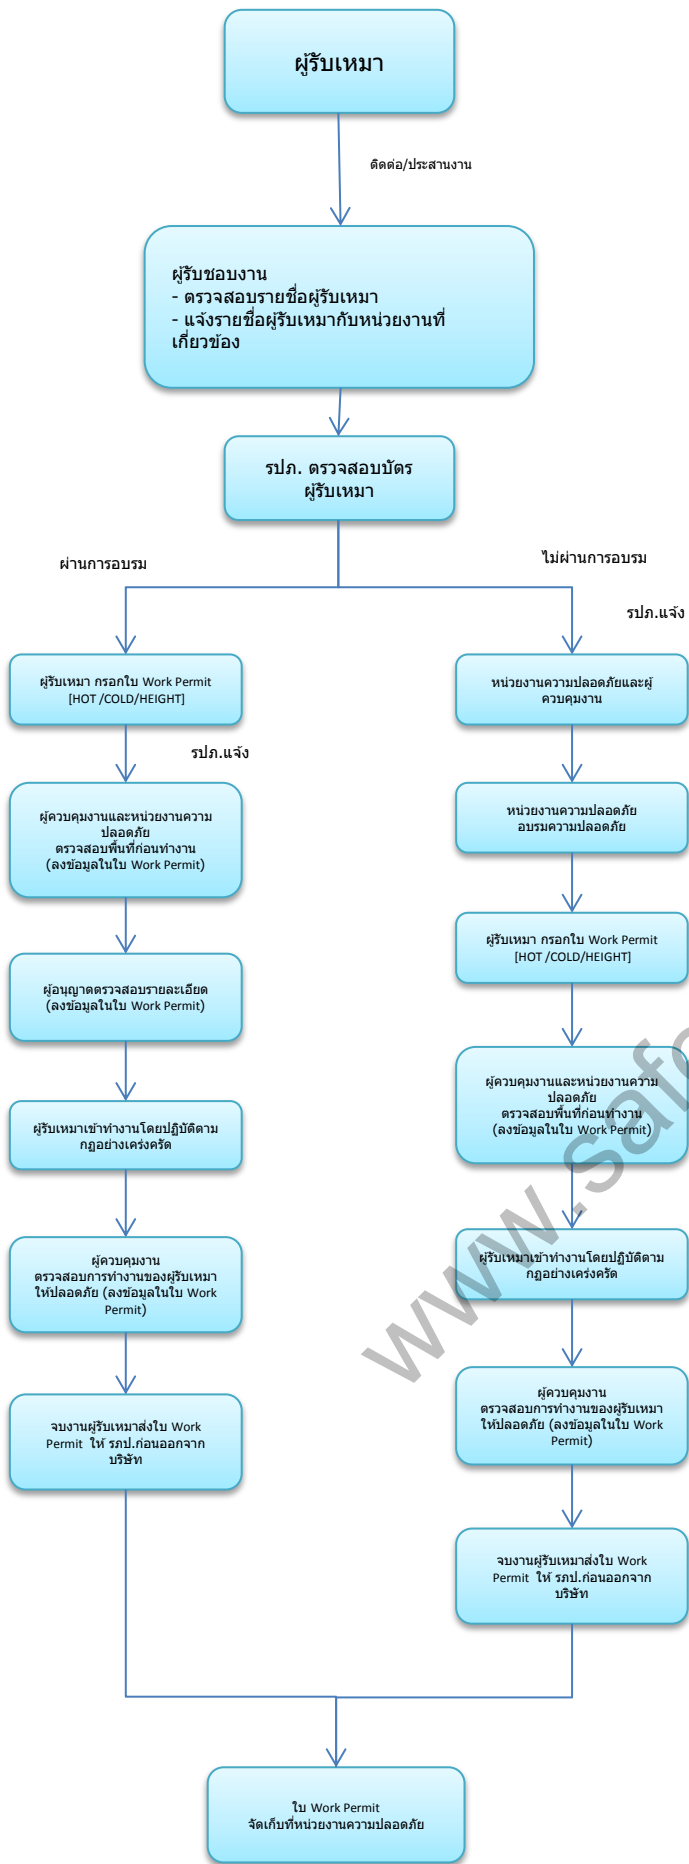 ผู้รับเหมา
ติดต่อ/ประสานงาน
ผู้รับชอบงาน
- ตรวจสอบรายชื่อผู้รับเหมา
- แจ้งรายชื่อผู้รับเหมากับหน่วยงานที่
เกี่ยวข้อง
รปภ. ตรวจสอบบัตร
ผู้รับเหมา
ผ่านการอบรม
ผู้รับเหมา กรอกใบ Work Permit
[HOT /COLD/HEIGHT]
รปภ.แจ้ง
ผู้ควบคุมงานและหน่วยงานความ
ปลอดภัย
ตรวจสอบพื้นที่ก่อนทำงาน
(ลงข้อมูลในใบ Work Permit)
ผู้อนุญาตตรวจสอบรายละเอียด
(ลงข้อมูลในใบ Work Permit)
ผู้รับเหมาเข้าทำงานโดยปฏิบัติตาม
กฏอย่างเคร่งครัด
ผู้ควบคุมงาน
ตรวจสอบการทำงานของผู้รับเหมา
ให้ปลอดภัย (ลงข้อมูลในใบ Work
Permit)
จบงานผู้รับเหมาส่งใบ Work
Permit ให้ รภป.ก่อนออกจาก
บริษัท
ไม่ผ่านการอบรม
รปภ.แจ้ง
หน่วยงานความปลอดภัยและผู้
ควบคุมงาน
หน่วยงานความปลอดภัย
อบรมความปลอดภัย
ผู้รับเหมา กรอกใบ Work Permit
[HOT /COLD/HEIGHT]
ผู้ควบคุมงานและหน่วยงานความ
ปลอดภัย
ตรวจสอบพื้นที่ก่อนทำงาน
(ลงข้อมูลในใบ Work Permit)
ผู้รับเหมาเข้าทำงานโดยปฏิบัติตาม
กฏอย่างเคร่งครัด
ผู้ควบคุมงาน
ตรวจสอบการทำงานของผู้รับเหมา
ให้ปลอดภัย (ลงข้อมูลในใบ Work
Permit)
จบงานผู้รับเหมาส่งใบ Work
Permit ให้ รภป.ก่อนออกจาก
บริษัท
ใบ Work Permit
จัดเก็บที่หน่วยงานความปลอดภัย